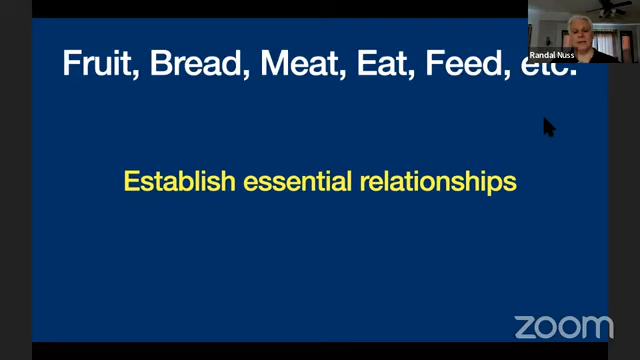 Randal Nuss
Fruit, Bread, Meat, Eat, Feed, etc.
Establish essential relationships
zoom